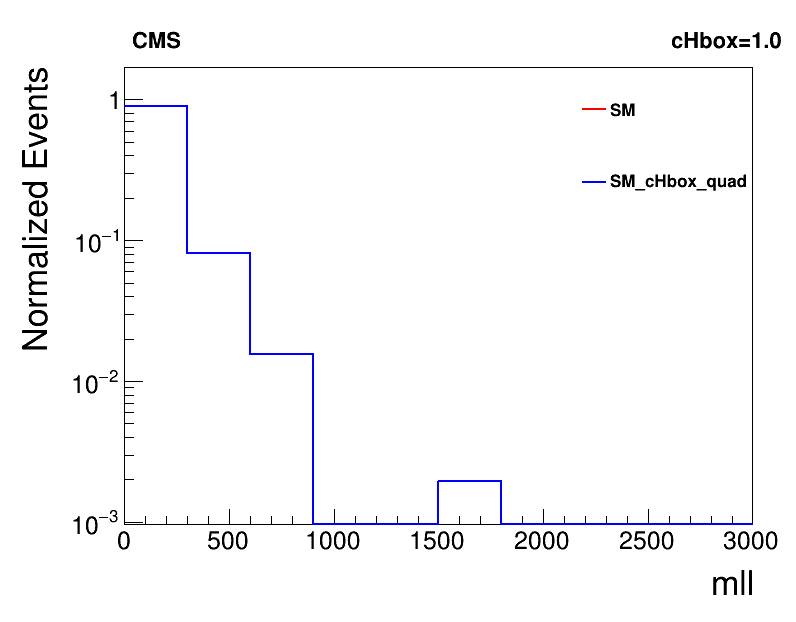 CMS
cHbox=1.0
Normalized Events
1
10⁻¹
10⁻²
10⁻³
SM
SM_cHbox_quad
0 500 1000 1500 2000 2500 3000
mll